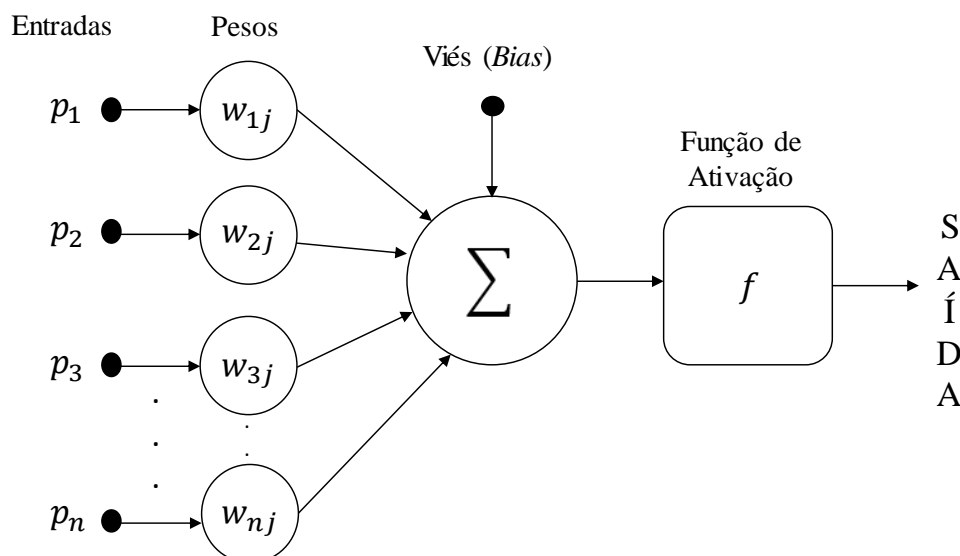 Entradas
Pesos
Viés (Bias)
p₁
w₁ⱼ
Função de
Ativação
p₂
w₂ⱼ
∑
f
S
A
Í
D
A
p₃
w₃ⱼ
pₙ
wₙⱼ